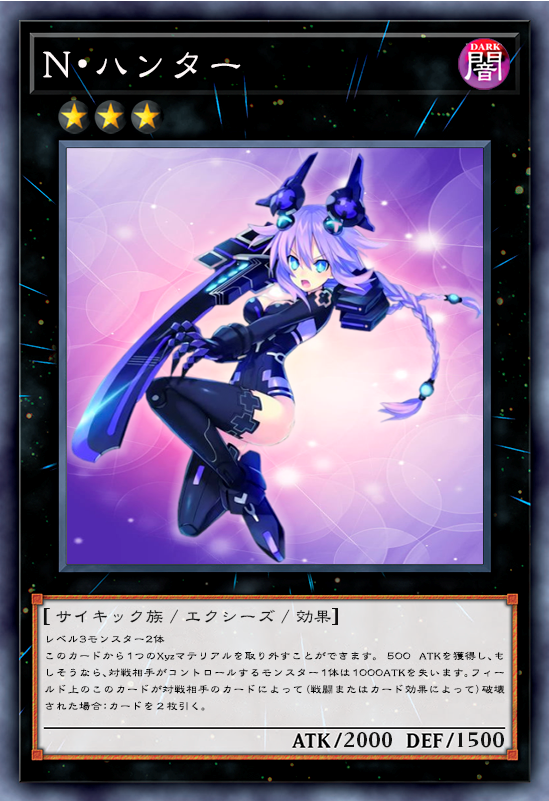 N・ハンター
DARK
闇
[サイキック族/エクシーズ/効果]
レベル3モンスター2体
このカードから1つのXyzマテリアルを取り外すことができます。 500 ATKを獲得し、も
しそうなら、対戦相手がコントロールするモンスター1体は1000ATKを失います。フィー
ルド上のこのカードが対戦相手のカードによって(戦闘またはカード効果によって)破壊
された場合:カードを2枚引く。
ATK/2000 DEF/1500